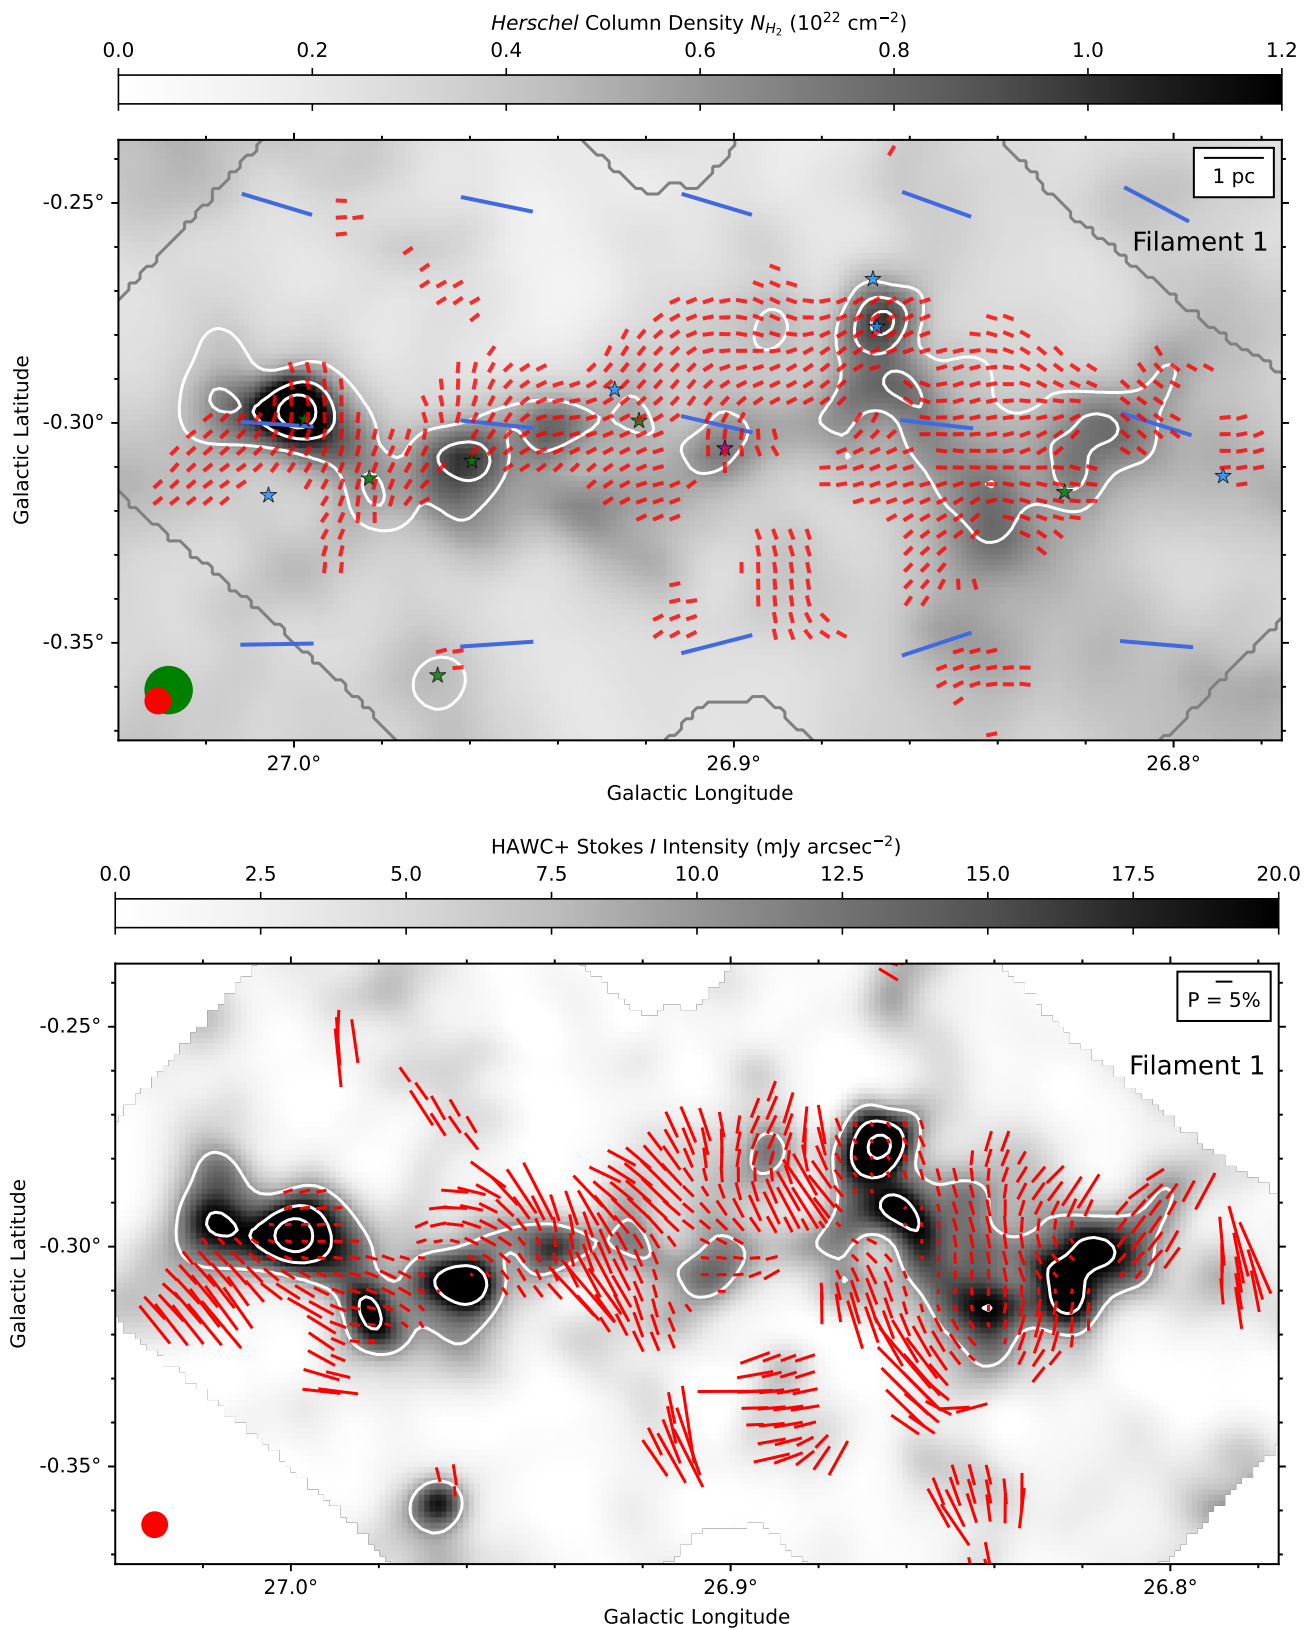 Herschel Column Density N_{H_2} (10^{22} cm^{−2})
0.0 0.2 0.4 0.6 0.8 1.0 1.2
1 pc
Filament 1
-0.25°
-0.30°
-0.35°
Galactic Latitude
27.0° 26.9° 26.8°
Galactic Longitude
HAWC+ Stokes I Intensity (mJy arcsec^{−2})
0.0 2.5 5.0 7.5 10.0 12.5 15.0 17.5 20.0
P = 5%
Filament 1
-0.25°
-0.30°
-0.35°
Galactic Latitude
27.0° 26.9° 26.8°
Galactic Longitude